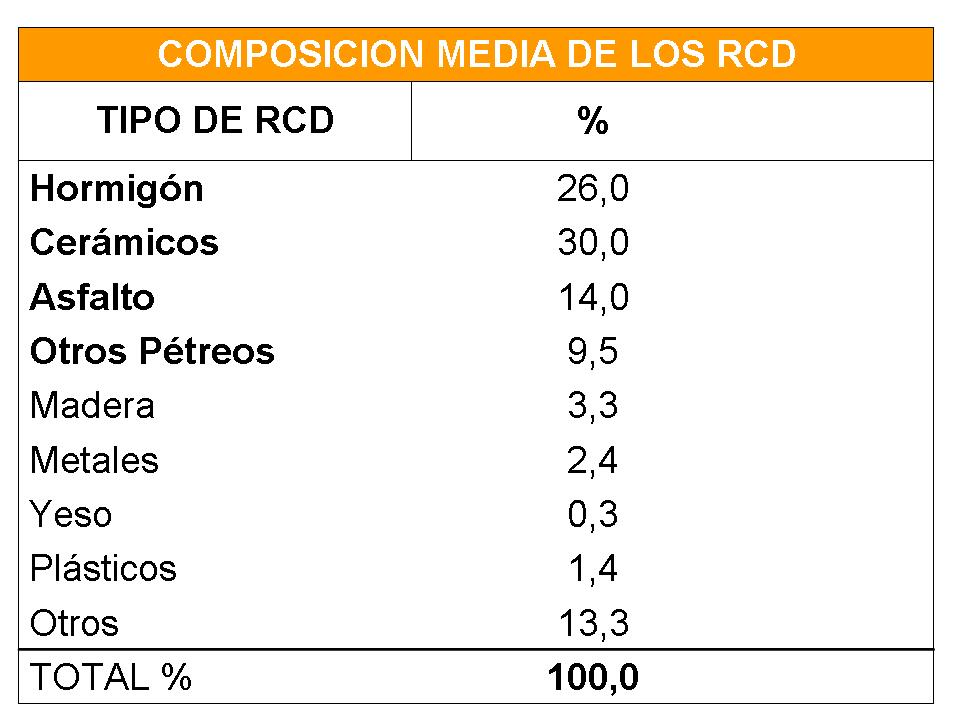 COMPOSICION MEDIA DE LOS RCD
TIPO DE RCD %
Hormigón 26,0
Cerámicos 30,0
Asfalto 14,0
Otros Pétreos 9,5
Madera 3,3
Metales 2,4
Yeso 0,3
Plásticos 1,4
Otros 13,3
TOTAL % 100,0